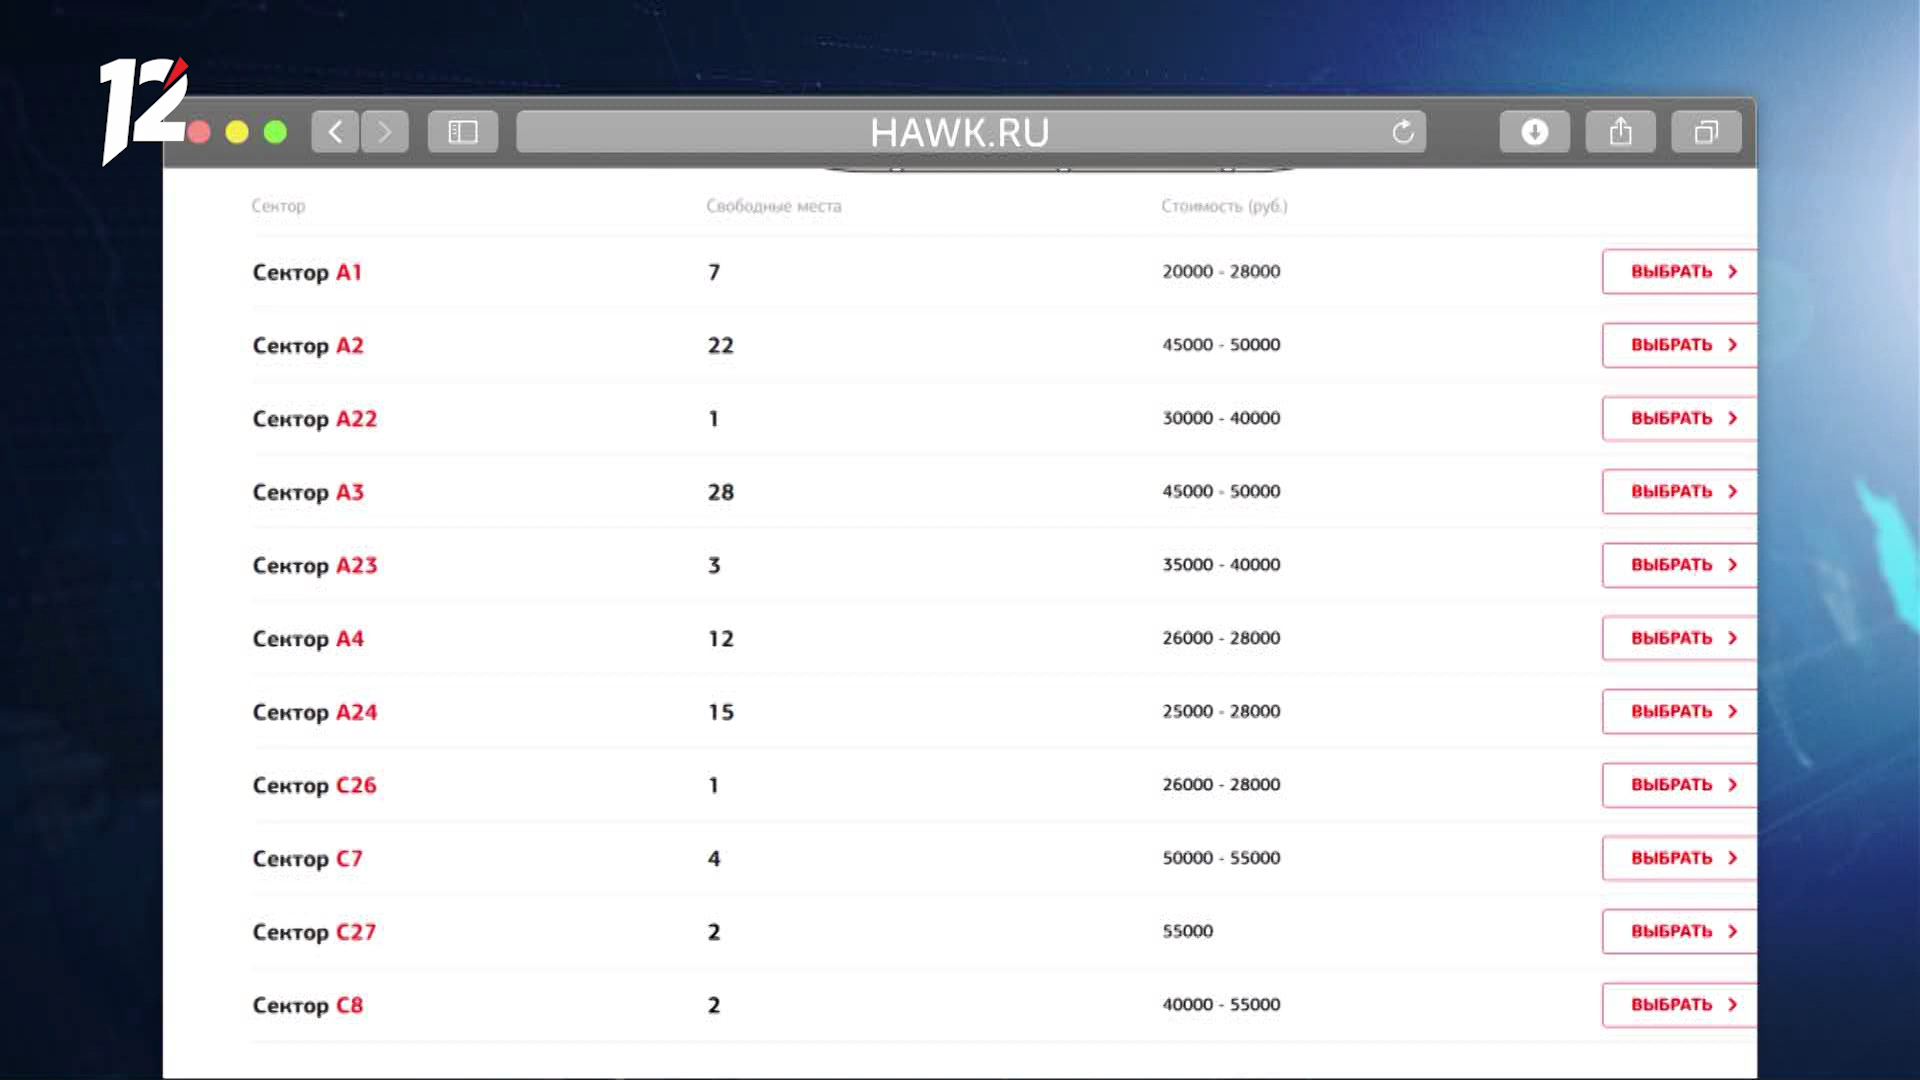 12
HAWK.RU
Сектор Свободные места Стоимость (руб.)
Сектор A1 7 20000 - 28000 ВЫБРАТЬ
Сектор A2 22 45000 - 50000 ВЫБРАТЬ
Сектор A22 1 30000 - 40000 ВЫБРАТЬ
Сектор A3 28 45000 - 50000 ВЫБРАТЬ
Сектор A23 3 35000 - 40000 ВЫБРАТЬ
Сектор A4 12 26000 - 28000 ВЫБРАТЬ
Сектор A24 15 25000 - 28000 ВЫБРАТЬ
Сектор C26 1 26000 - 28000 ВЫБРАТЬ
Сектор C7 4 50000 - 55000 ВЫБРАТЬ
Сектор C27 2 55000 ВЫБРАТЬ
Сектор C8 2 40000 - 55000 ВЫБРАТЬ